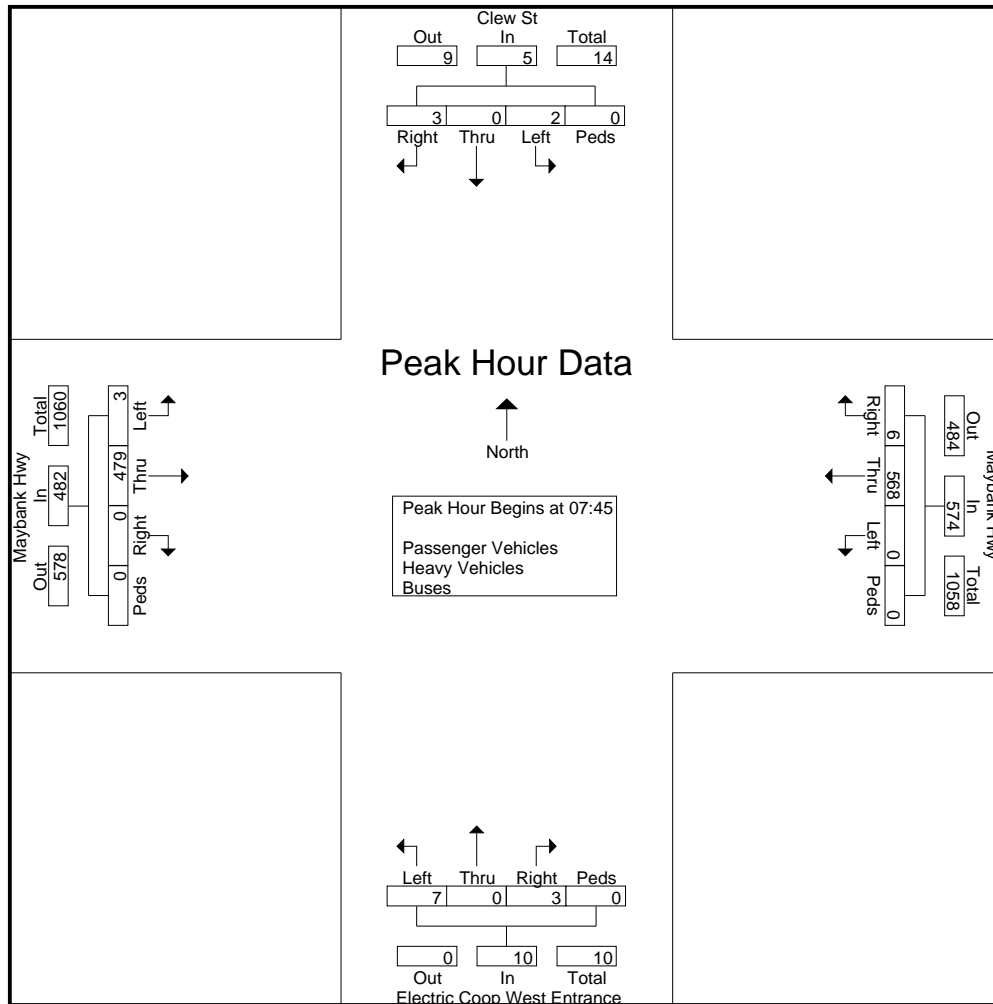 Clew St
Out In Total
9 5 14
3 0 2 0
Right Thru Left Peds
Peak Hour Data
North
Peak Hour Begins at 07:45
Passenger Vehicles
Heavy Vehicles
Buses
Maybank Hwy
Out In Total
578 482 1060
3 479 0 0
Left Thru Right Peds
Maybank Hwy
Out In Total
484 574 1058
6 568 0 0
Right Thru Left Peds
Left Thru Right Peds
7 0 3 0
0 10 10
Out In Total
Electric Coop West Entrance